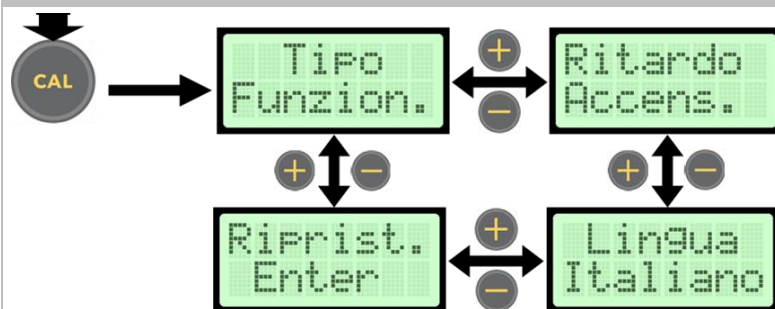 CAL
Tipo
Funzion.
+
-
Ritardo
Accens.
+
-
+
-
Riprist.
Enter
+
-
Lingua
Italiano